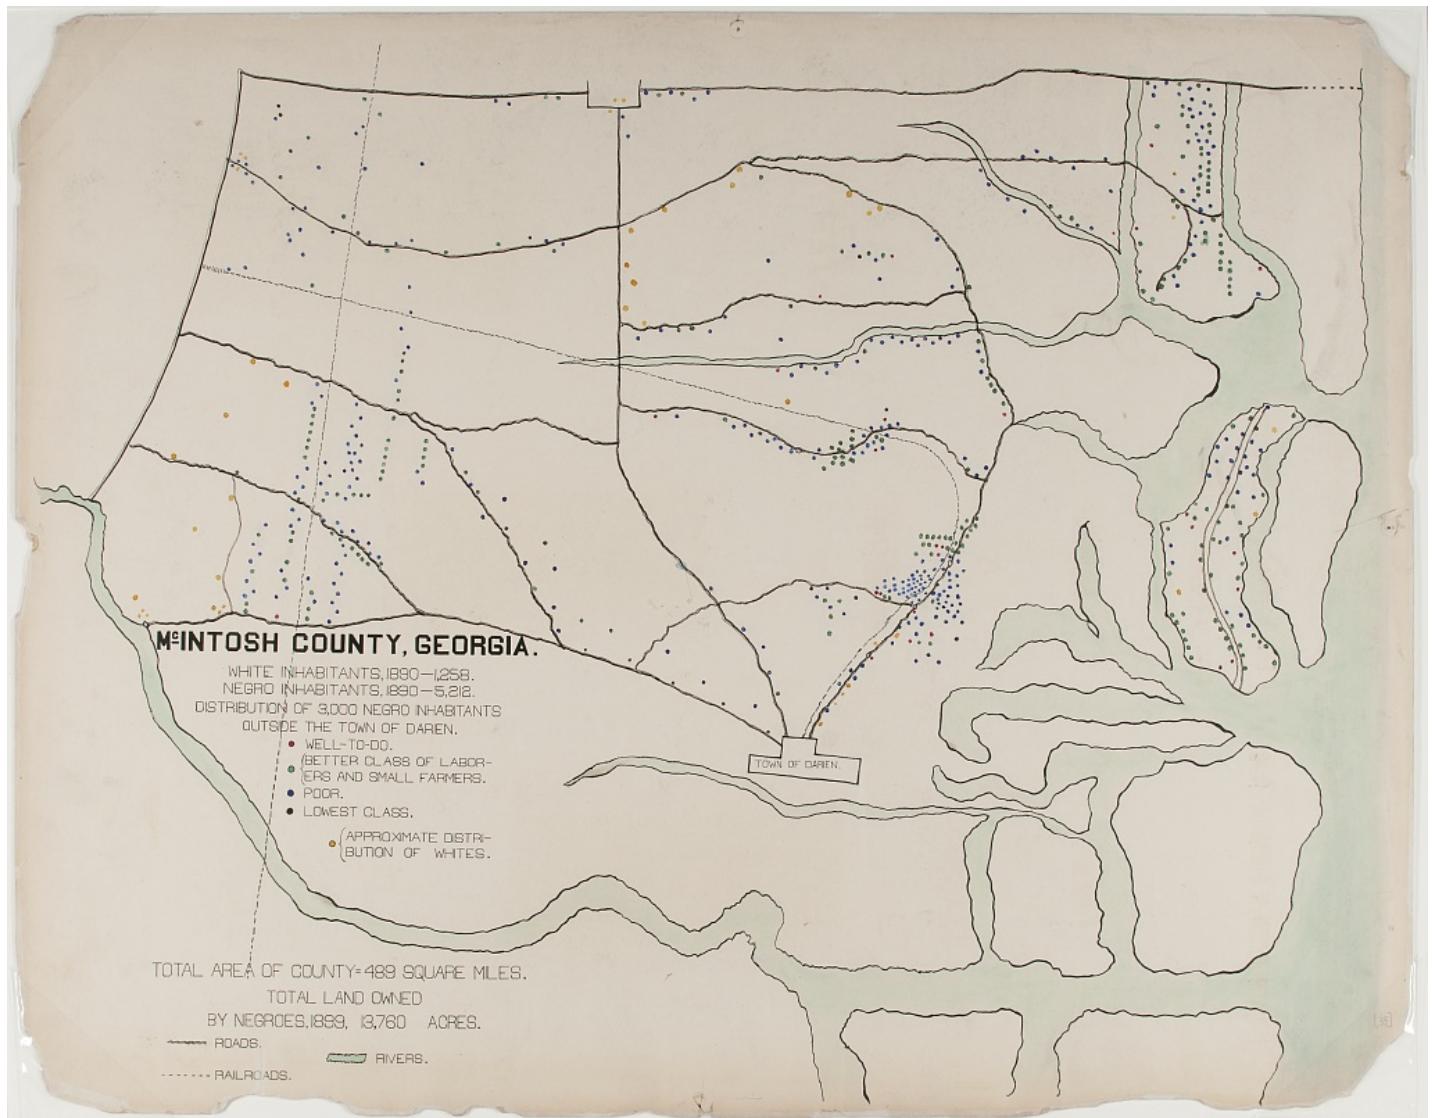 McINTOSH COUNTY, GEORGIA.
WHITE INHABITANTS, 1890—1,258.
NEGRO INHABITANTS, 1890—5,212.
DISTRIBUTION OF 3,000 NEGRO INHABITANTS
OUTSIDE THE TOWN OF DARIEN.
WELL-TO-DO.
BETTER CLASS OF LABOR-
ERS AND SMALL FARMERS.
POOR.
LOWEST CLASS.
APPROXIMATE DISTRI-
BUTION OF WHITES.
TOWN OF DARIEN.
TOTAL AREA OF COUNTY=489 SQUARE MILES.
TOTAL LAND OWNED
BY NEGROES, 1899, 13,760 ACRES.
ROADS.
RIVERS.
RAILROADS.